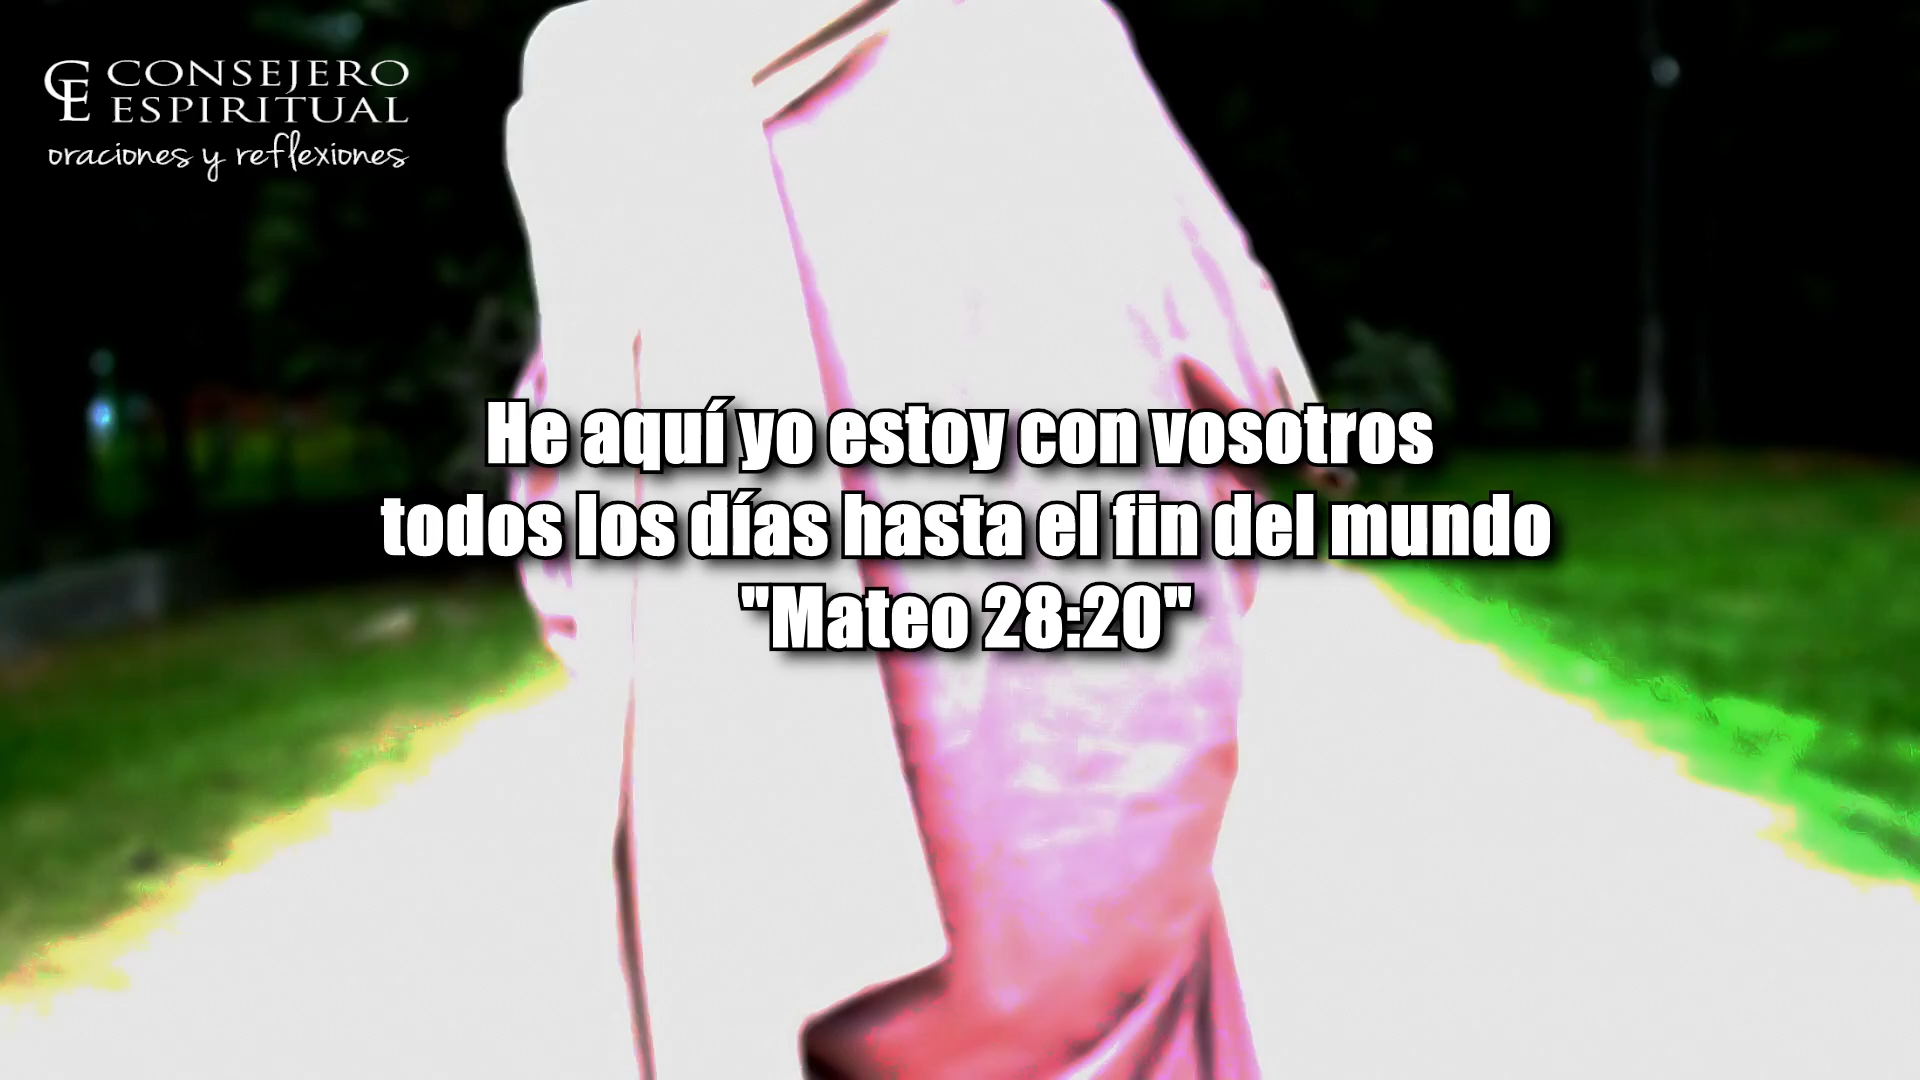 CE CONSEJERO
ESPIRITUAL
oraciones y reflexiones
He aquí yo estoy con vosotros
todos los días hasta el fin del mundo
"Mateo 28:20"